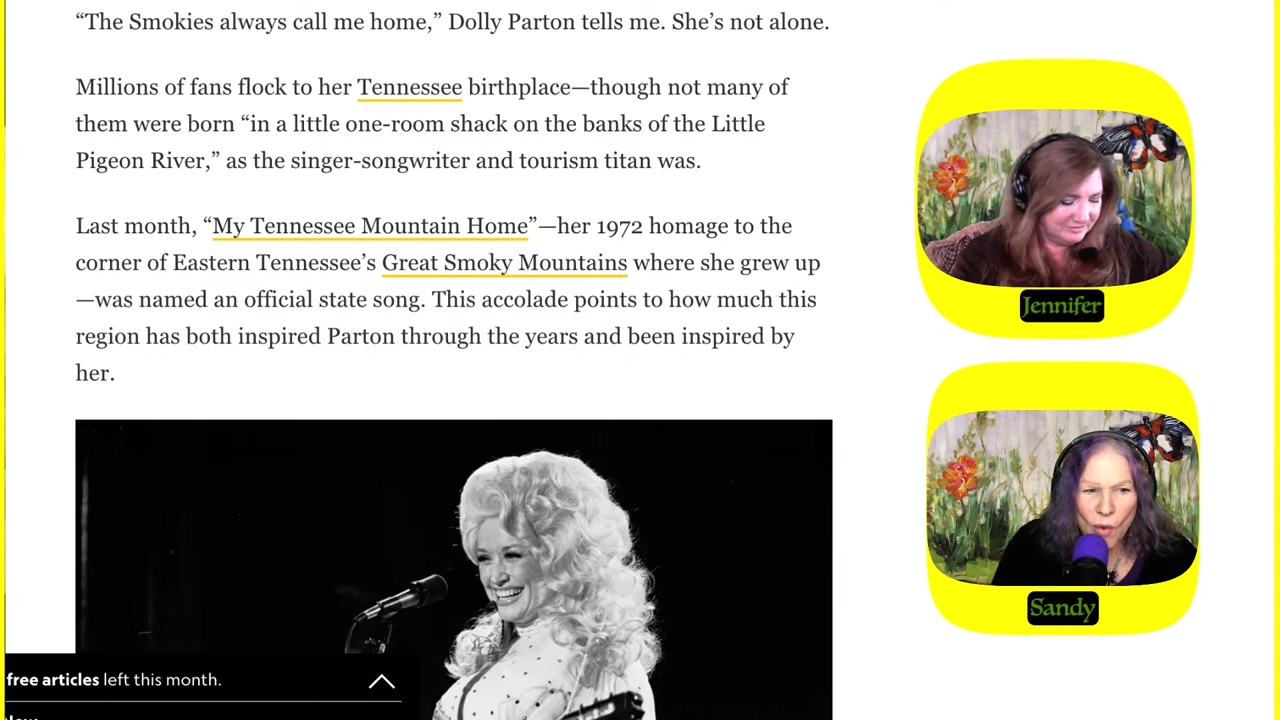 “The Smokies always call me home,” Dolly Parton tells me. She’s not alone.
Millions of fans flock to her Tennessee birthplace—though not many of
them were born “in a little one-room shack on the banks of the Little
Pigeon River,” as the singer-songwriter and tourism titan was.
Last month, “My Tennessee Mountain Home”—her 1972 homage to the
corner of Eastern Tennessee’s Great Smoky Mountains where she grew up
—was named an official state song. This accolade points to how much this
region has both inspired Parton through the years and been inspired by
her.
Jennifer
Sandy
free articles left this month.